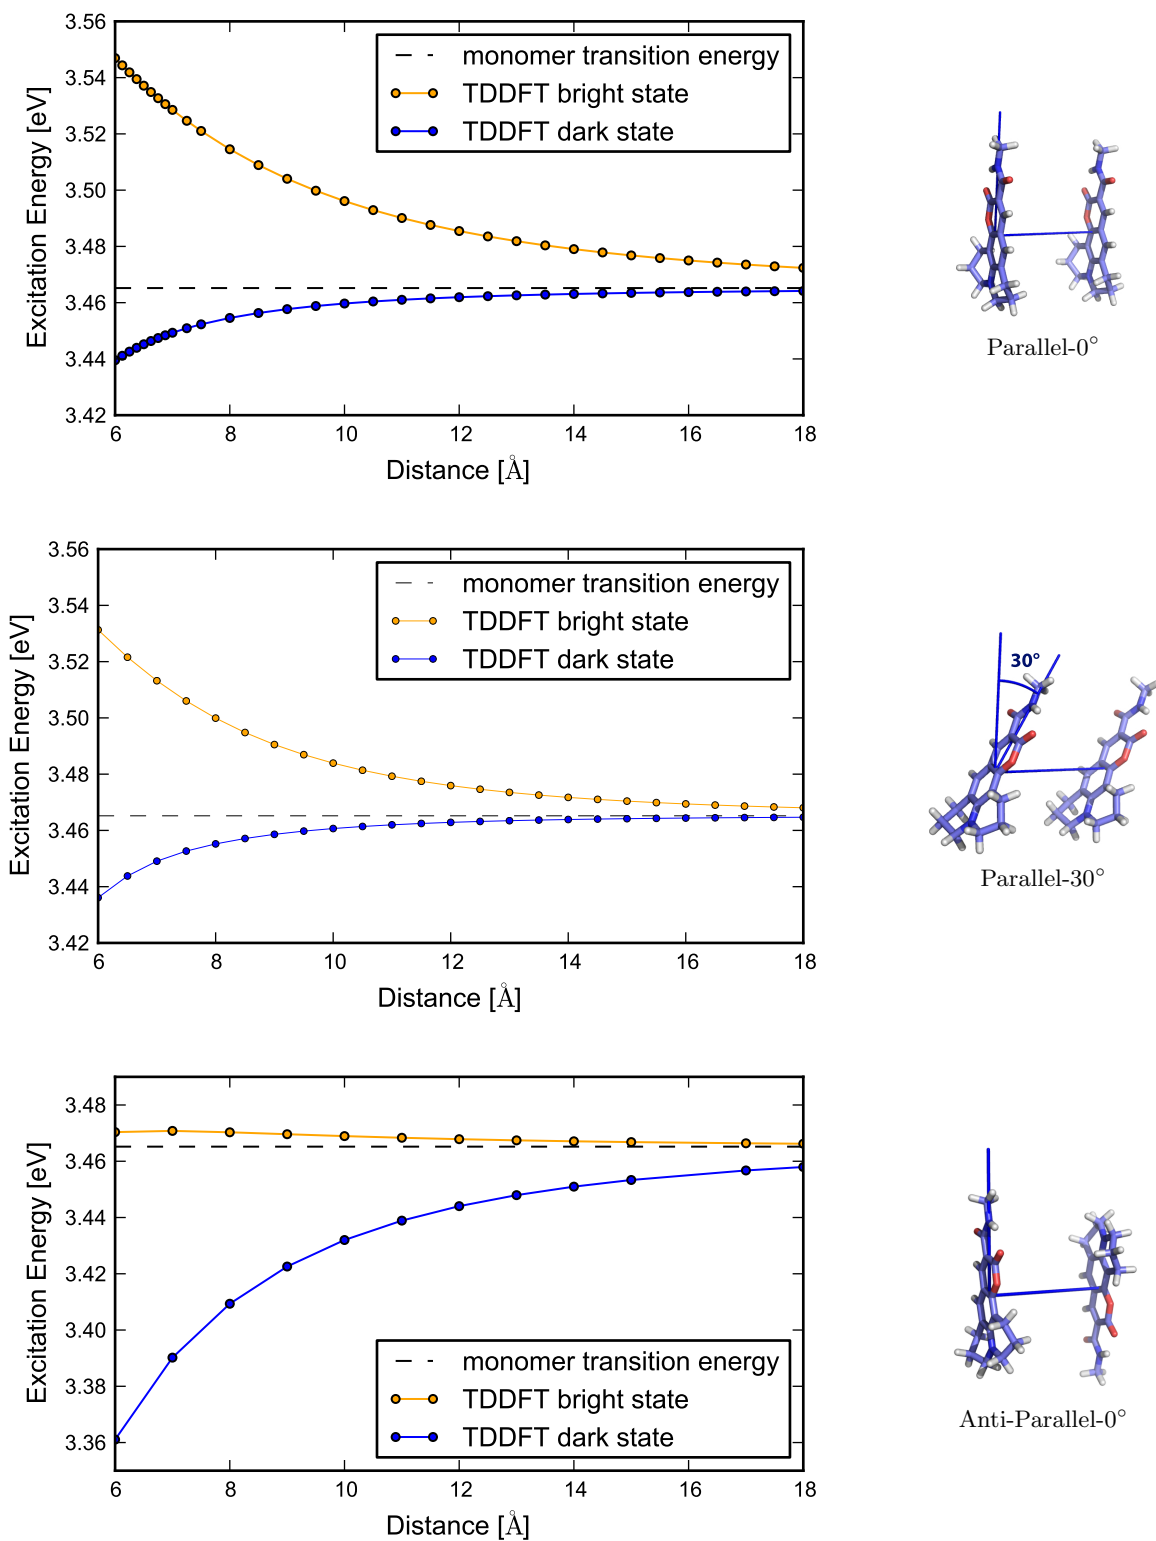 3.56
3.54
3.52
3.50
3.48
3.46
3.44
3.42
Excitation Energy [eV]
monomer transition energy
TDDFT bright state
TDDFT dark state
6 8 10 12 14 16 18
Distance [Å]
Parallel-0°
3.56
3.54
3.52
3.50
3.48
3.46
3.44
3.42
Excitation Energy [eV]
monomer transition energy
TDDFT bright state
TDDFT dark state
6 8 10 12 14 16 18
Distance [Å]
30°
Parallel-30°
3.48
3.46
3.44
3.42
3.40
3.38
3.36
Excitation Energy [eV]
monomer transition energy
TDDFT bright state
TDDFT dark state
6 8 10 12 14 16 18
Distance [Å]
Anti-Parallel-0°